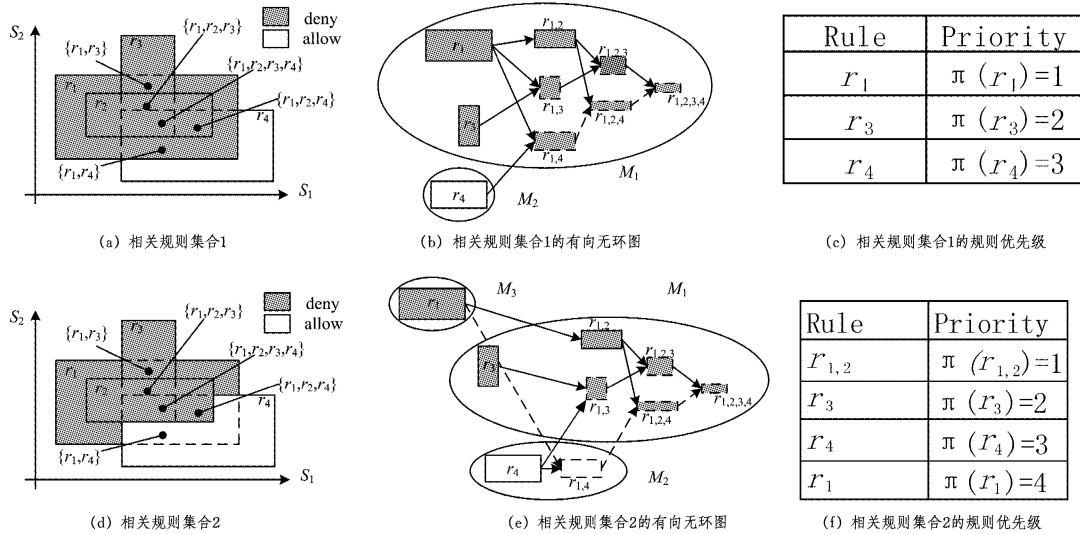 S2
deny
allow
{r1,r3}
{r1,r2,r3}
{r1,r2,r3,r4}
{r1,r2,r4}
{r1,r4}
r3
r1
r2
r4
S1
(a) 相关规则集合1
r1
r1,2
r1,2,3
r1,3
r1,2,3,4
r3
r1,2,4
r1,4
r4
M1
M2
(b) 相关规则集合1的有向无环图
Rule Priority
r1 π(r1)=1
r3 π(r3)=2
r4 π(r4)=3
(c) 相关规则集合1的规则优先级
S2
deny
allow
{r1,r3}
{r1,r2,r3}
{r1,r2,r3,r4}
{r1,r2,r4}
{r1,r4}
r3
r1
r2
r4
S1
(d) 相关规则集合2
r1
M3
M1
r1,2
r3
r1,2,3
r1,3
r1,2,3,4
r1,2,4
r4
r1,4
M2
(e) 相关规则集合2的有向无环图
Rule Priority
r1,2 π(r1,2)=1
r3 π(r3)=2
r4 π(r4)=3
r1 π(r1)=4
(f) 相关规则集合2的规则优先级